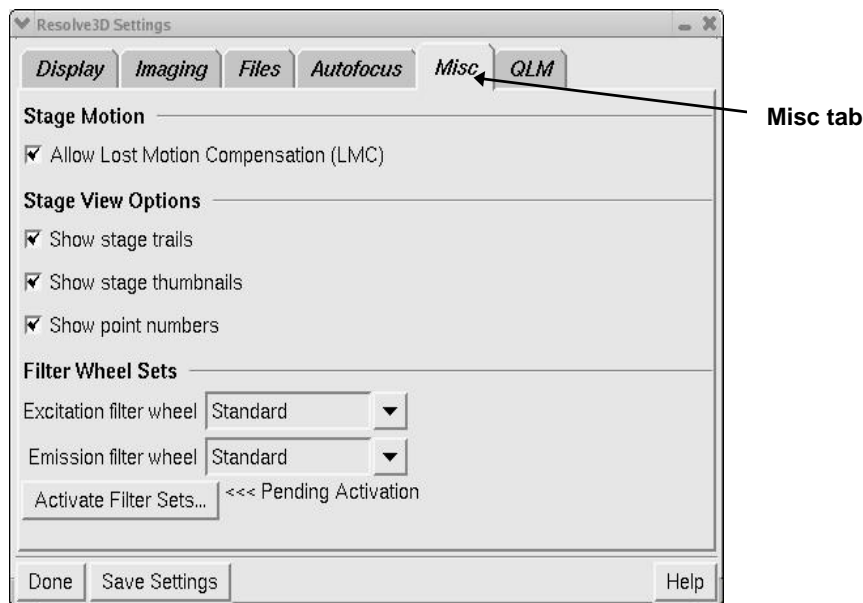 Resolve3D Settings
Display Imaging Files Autofocus Misc QLM
Misc tab
Stage Motion
Allow Lost Motion Compensation (LMC)
Stage View Options
Show stage trails
Show stage thumbnails
Show point numbers
Filter Wheel Sets
Excitation filter wheel Standard
Emission filter wheel Standard
Activate Filter Sets... <<< Pending Activation
Done Save Settings Help